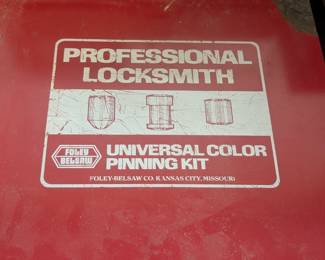 PROFESSIONAL
LOCKSMITH
FOLEY
BELSAW
UNIVERSAL COLOR
PINNING KIT
FOLEY-BELSAW CO. KANSAS CITY, MISSOURI